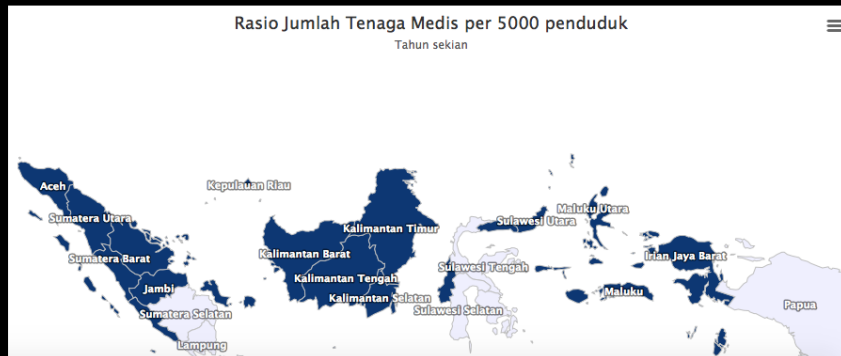 Rasio Jumlah Tenaga Medis per 5000 penduduk
Tahun sekian
Aceh
Kepulauan Riau
Sumatera Utara
Maluku Utara
Sulawesi Utara
Kalimantan Timur
Kalimantan Barat
Irian Jaya Barat
Sumatera Barat
Sulawesi Tengah
Kalimantan Tengah
Jambi
Maluku
Kalimantan Selatan
Papua
Sumatera Selatan
Sulawesi Selatan
Lampung